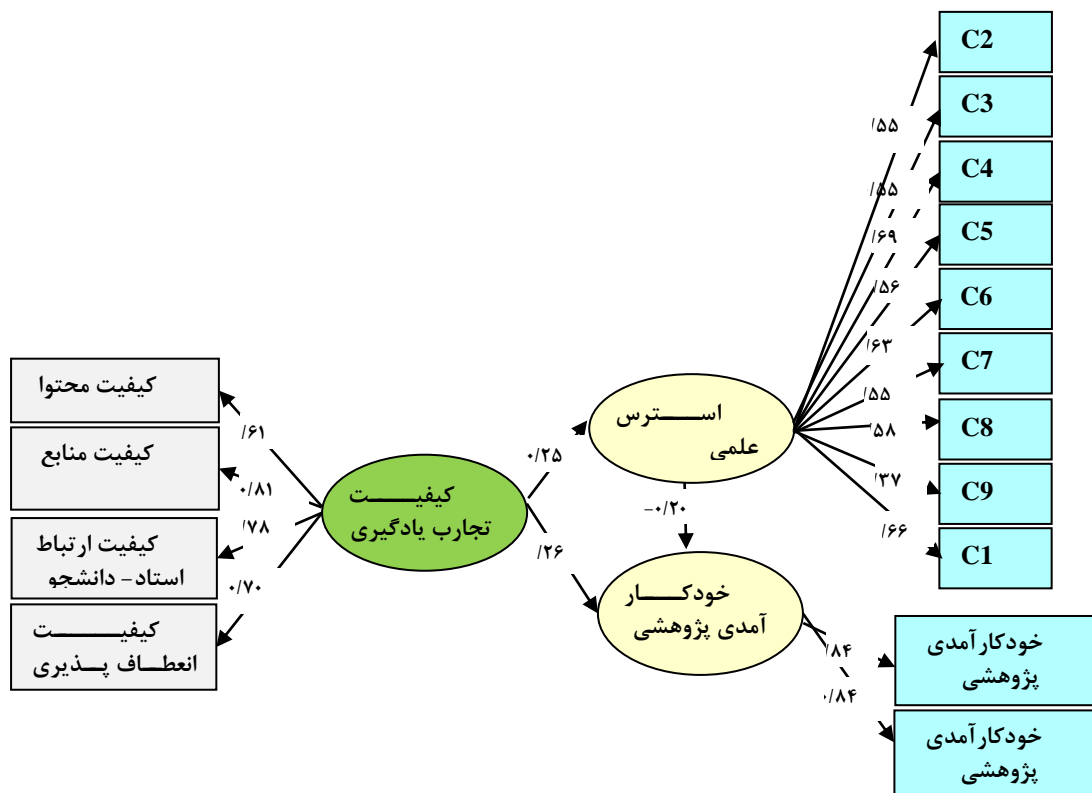 C2
C3
C4
C5
C6
C7
C8
C9
C1
/۵۵
/۵۵
/۶۹
/۵۶
/۶۳
/۵۵
/۵۸
/۳۷
/۶۶
کیفیت محتوا
کیفیت منابع
کیفیت ارتباط
استاد- دانشجو
کیفیت
انعطاف پذیری
/۶۱
۰/۸۱
/۷۸
۰/۷۰
کیفیت
تجارب یادگیری
۰/۲۵
/۲۶
استرس
علمی
-۰/۲۰
خودکار
آمدی پژوهشی
/۸۴
۰/۸۴
خودکارآمدی
پژوهشی
خودکارآمدی
پژوهشی